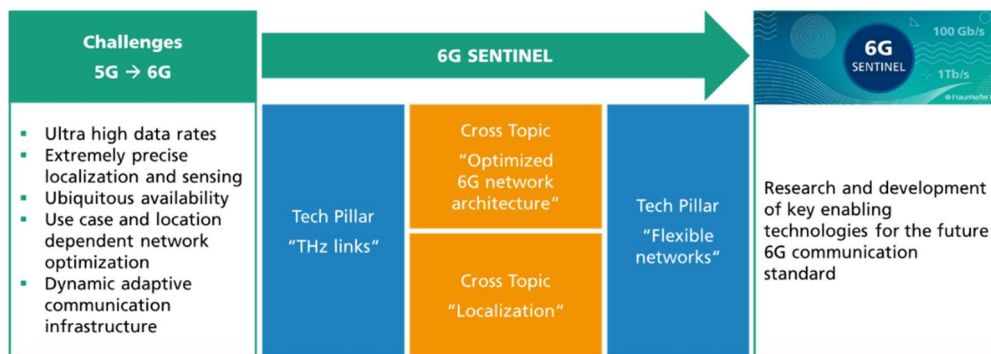 Challenges
5G → 6G
▪ Ultra high data rates
▪ Extremely precise
localization and sensing
▪ Ubiquitous availability
▪ Use case and location
dependent network
optimization
▪ Dynamic adaptive
communication
infrastructure
6G SENTINEL
Tech Pillar
“THz links“
Cross Topic
“Optimized
6G network
architecture“
Cross Topic
“Localization“
Tech Pillar
“Flexible
networks“
100 Gb/s
6G
SENTINEL
1Tb/s
Research and development
of key enabling
technologies for the future
6G communication
standard